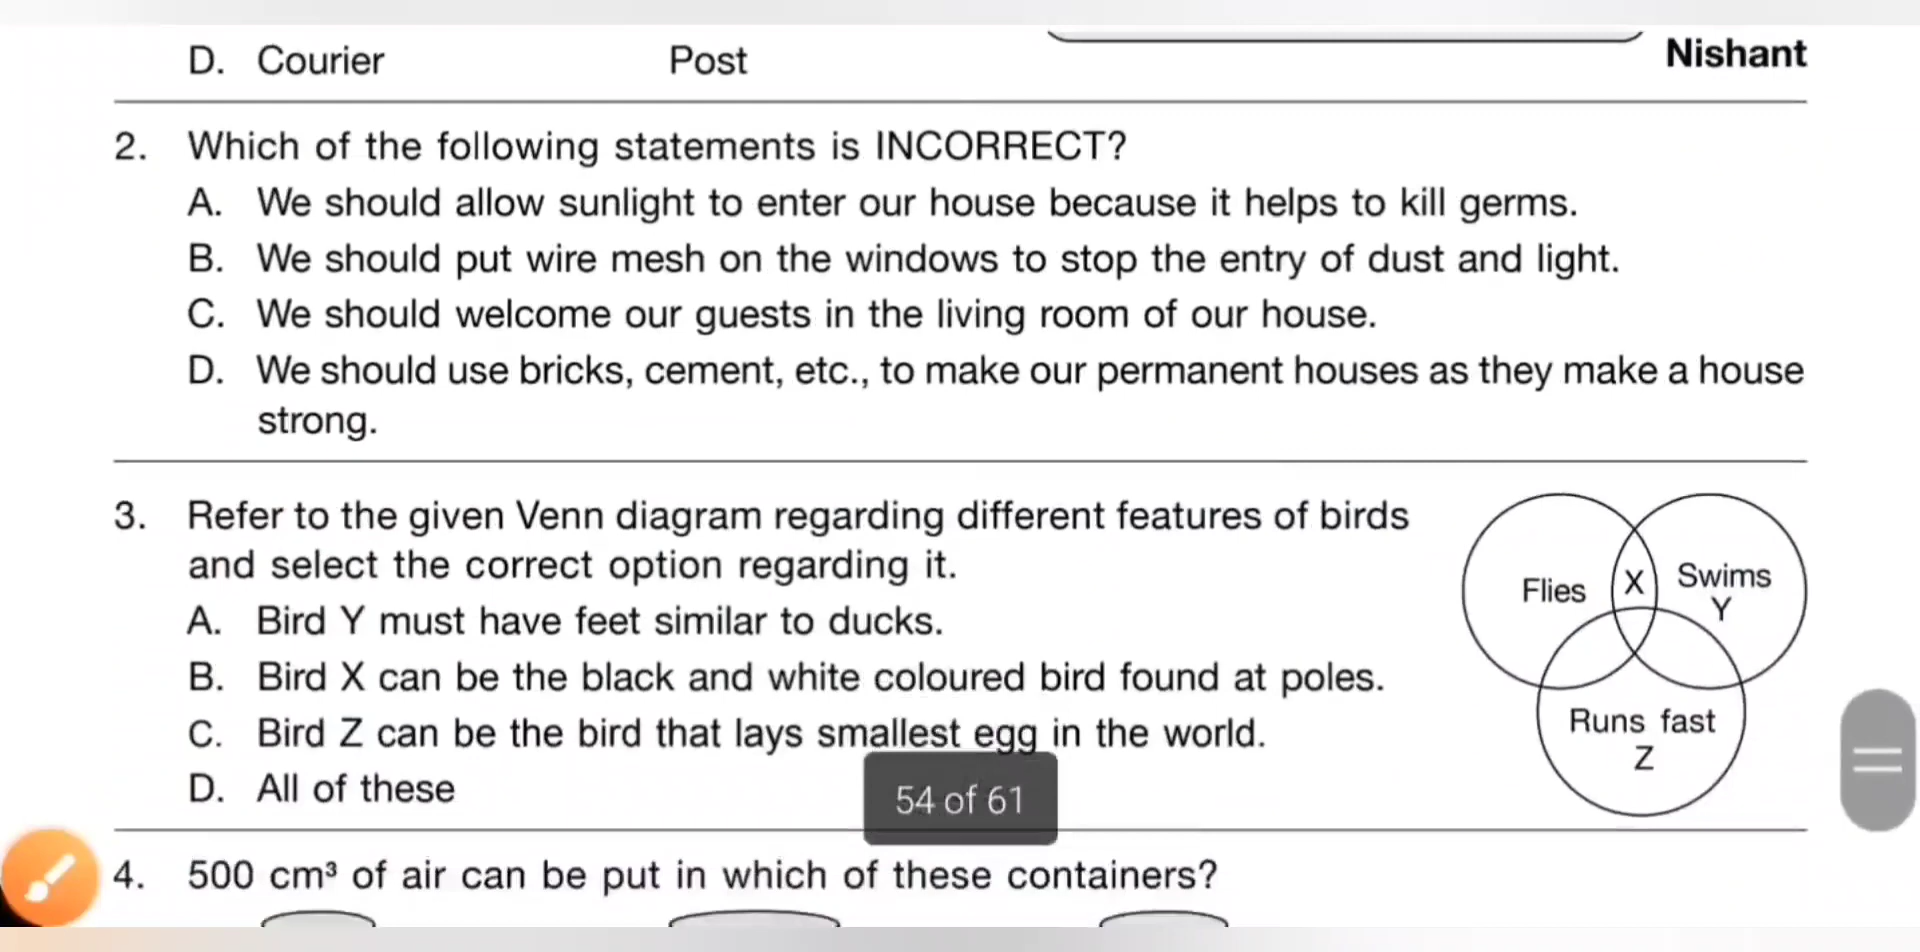 D. Courier Post
Nishant
2. Which of the following statements is INCORRECT?
A. We should allow sunlight to enter our house because it helps to kill germs.
B. We should put wire mesh on the windows to stop the entry of dust and light.
C. We should welcome our guests in the living room of our house.
D. We should use bricks, cement, etc., to make our permanent houses as they make a house
strong.
3. Refer to the given Venn diagram regarding different features of birds
and select the correct option regarding it.
A. Bird Y must have feet similar to ducks.
B. Bird X can be the black and white coloured bird found at poles.
C. Bird Z can be the bird that lays smallest egg in the world.
D. All of these
Flies X Swims
Y
Runs fast
Z
54 of 61
4. 500 cm³ of air can be put in which of these containers?